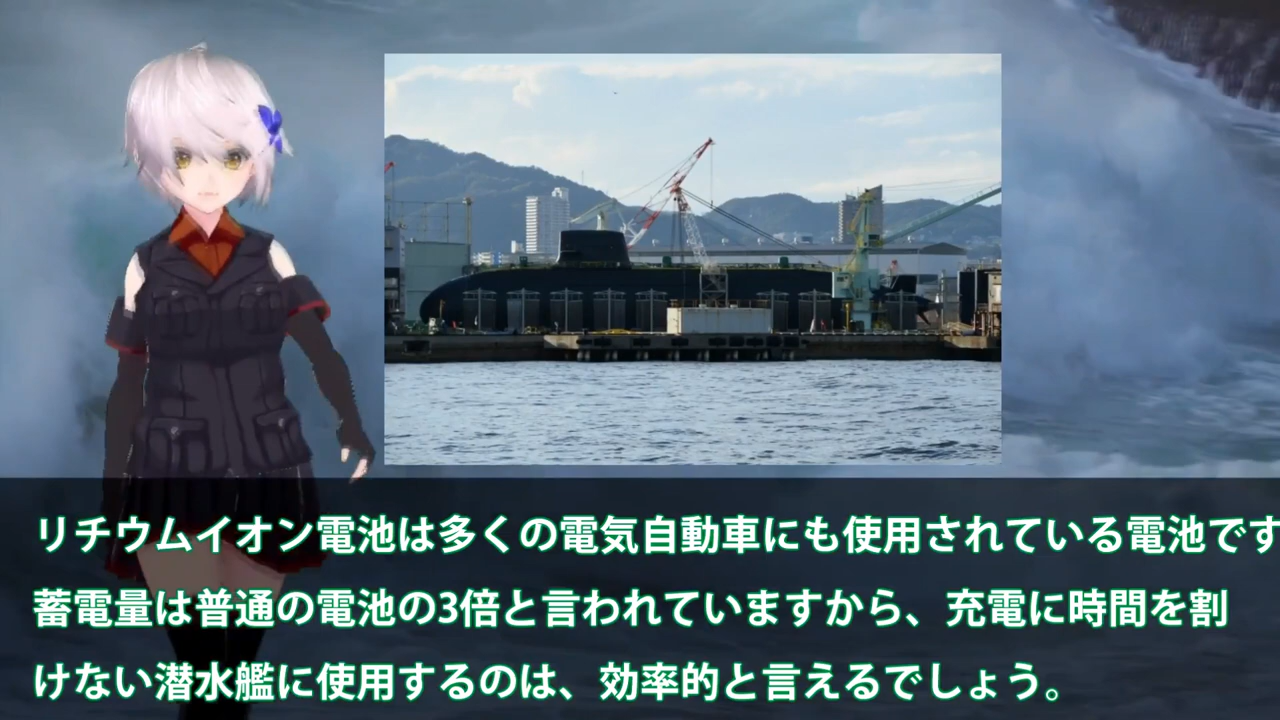 リチウムイオン電池は多くの電気自動車にも使用されている電池です
蓄電量は普通の電池の3倍と言われていますから、充電に時間を割
けない潜水艦に使用するのは、効率的と言えるでしょう。